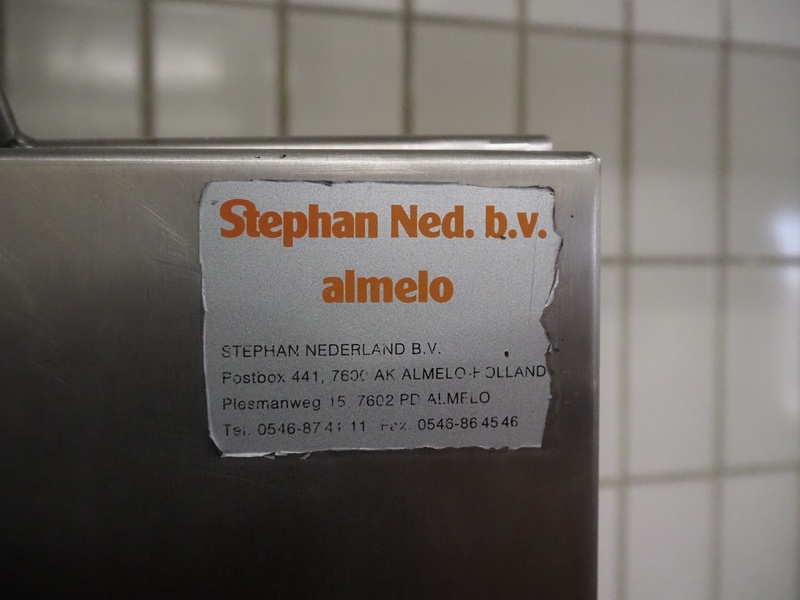 Stephan Ned. b.v.
almelo
STEPHAN NEDERLAND B.V.
Postbox 441, 7600 AK ALMELO-HOLLAND
Plesmanweg 15, 7602 PD ALMELO
Tel. 0546-87 41 11 Fax. 0546-86 45 46